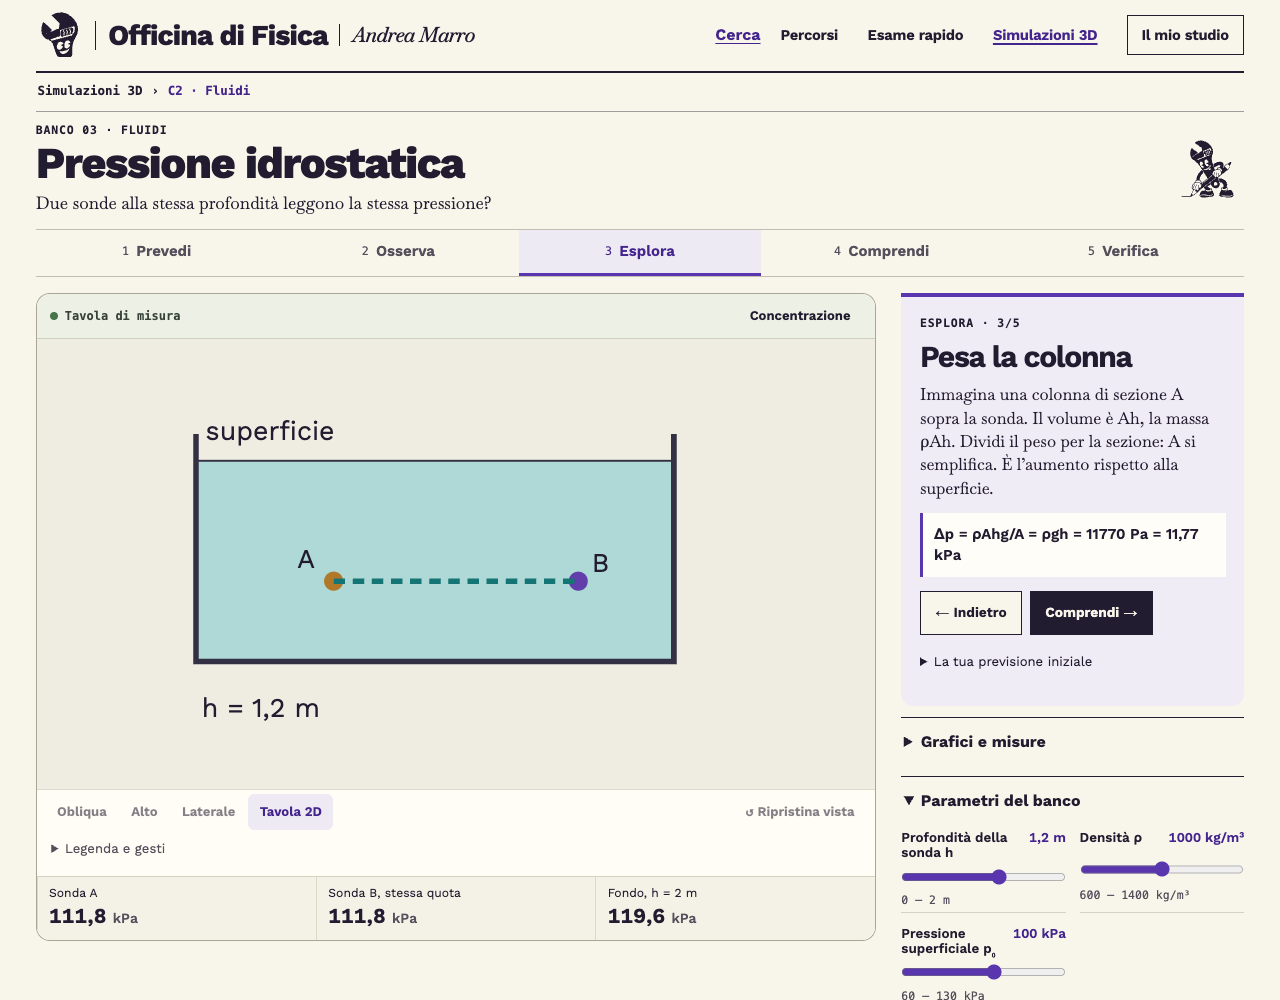 Officina di Fisica
Andrea Marro
Cerca
Percorsi
Esame rapido
Simulazioni 3D
Il mio studio
Simulazioni 3D › C2 · Fluidi
BANCO 03 · FLUIDI
Pressione idrostatica
Due sonde alla stessa profondità leggono la stessa pressione?
1 Prevedi
2 Osserva
3 Esplora
4 Comprendi
5 Verifica
Tavola di misura
Concentrazione
superficie
A
B
h = 1,2 m
Obliqua
Alto
Laterale
Tavola 2D
↺ Ripristina vista
▶ Legenda e gesti
Sonda A
111,8 kPa
Sonda B, stessa quota
111,8 kPa
Fondo, h = 2 m
119,6 kPa
ESPLORA · 3/5
Pesa la colonna
Immagina una colonna di sezione A
sopra la sonda. Il volume è Ah, la massa
ρAh. Dividi il peso per la sezione: A si
semplifica. È l’aumento rispetto alla
superficie.
Δp = ρAhg/A = ρgh = 11770 Pa = 11,77
kPa
← Indietro
Comprendi →
▶ La tua previsione iniziale
▶ Grafici e misure
▼ Parametri del banco
Profondità della
sonda h
1,2 m
0 — 2 m
Densità ρ
1000 kg/m³
600 — 1400 kg/m³
Pressione
superficiale p₀
100 kPa
60 — 130 kPa